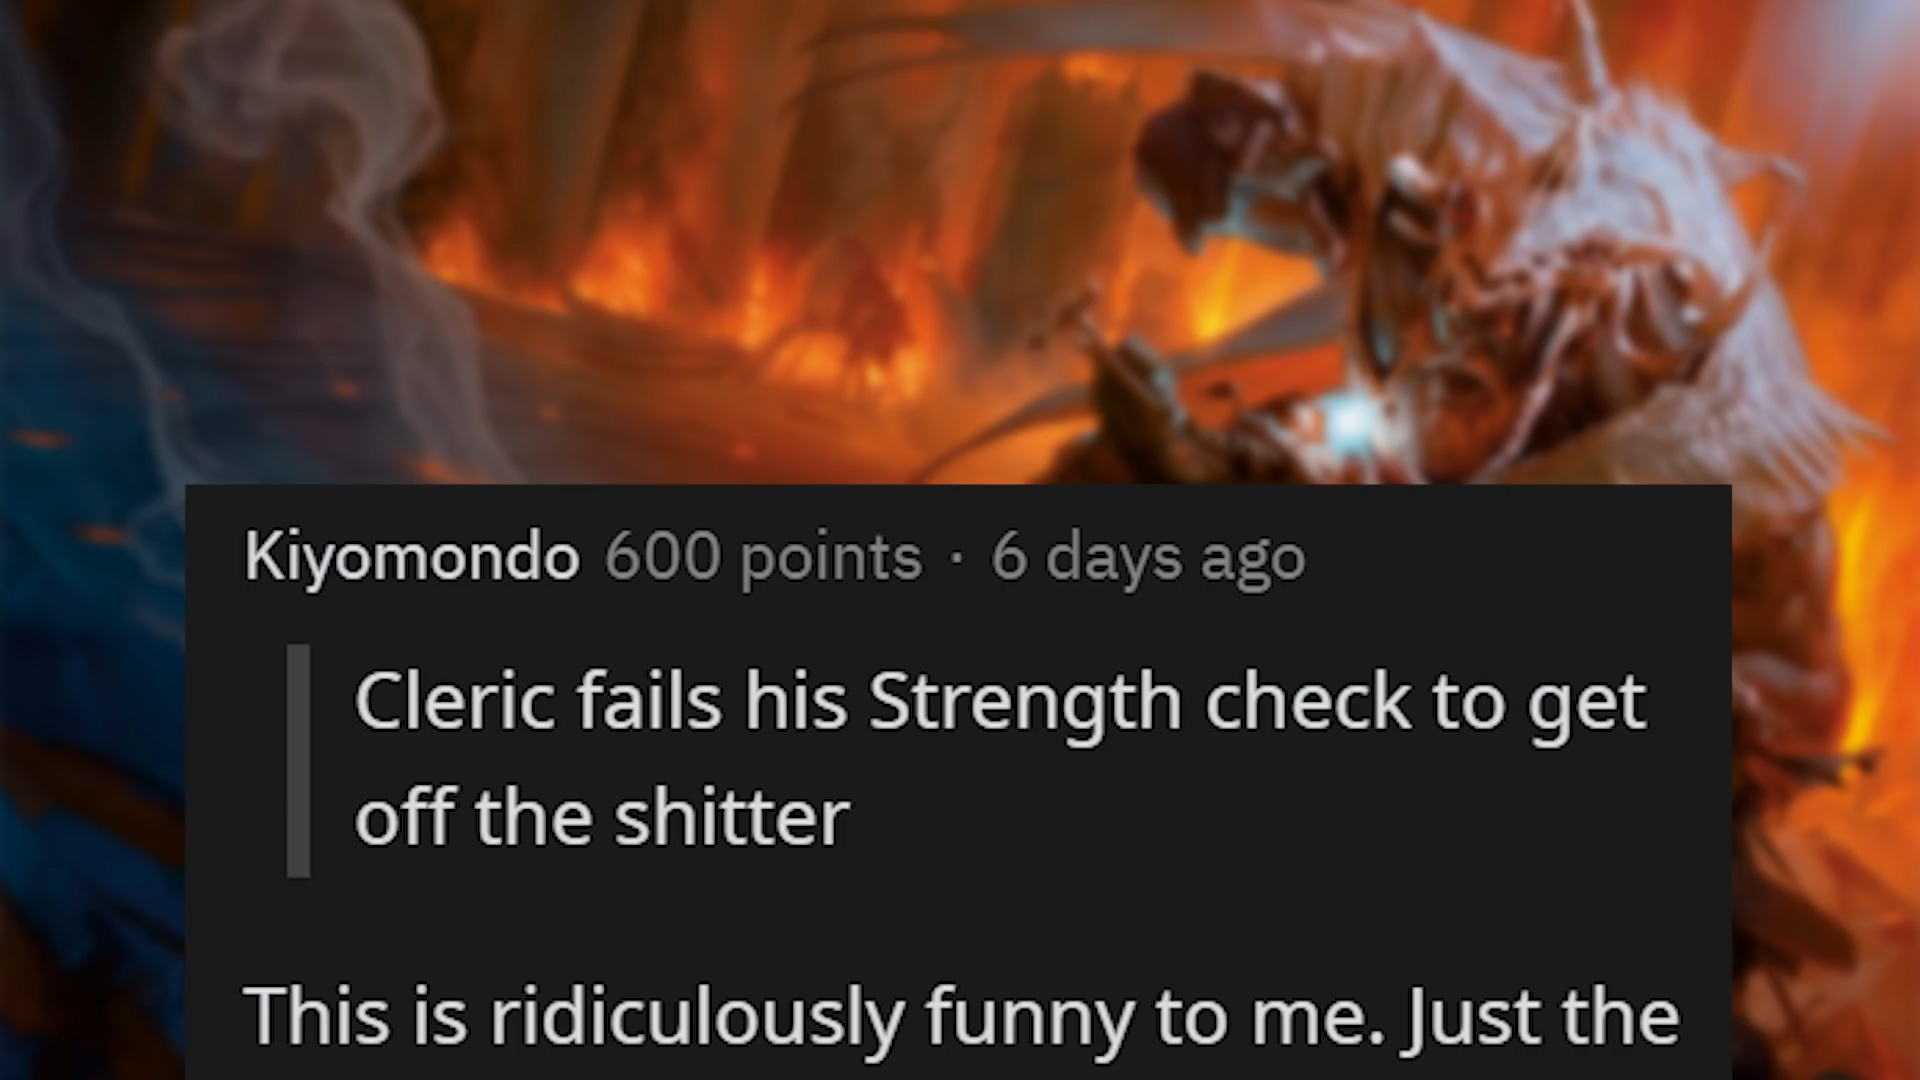 Kiyomondo 600 points · 6 days ago
Cleric fails his Strength check to get
off the shitter
This is ridiculously funny to me. Just the